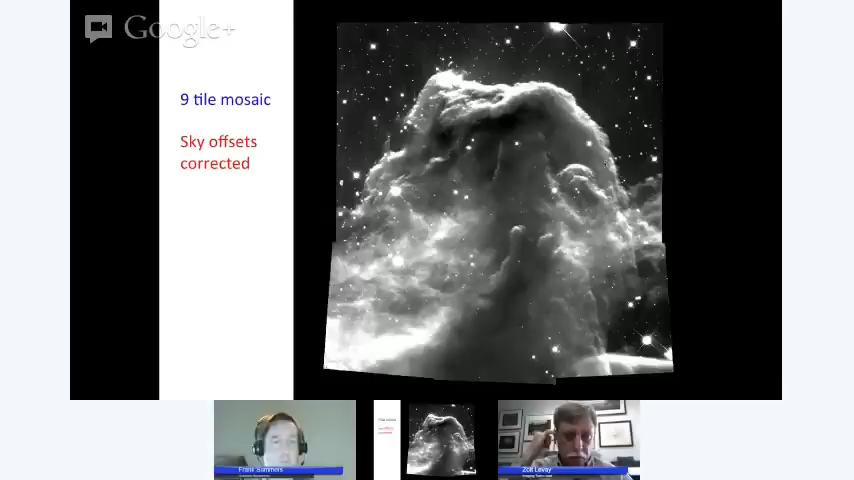 Google+
9 tile mosaic
Sky offsets
corrected
Frank Summers
Zolt Levay